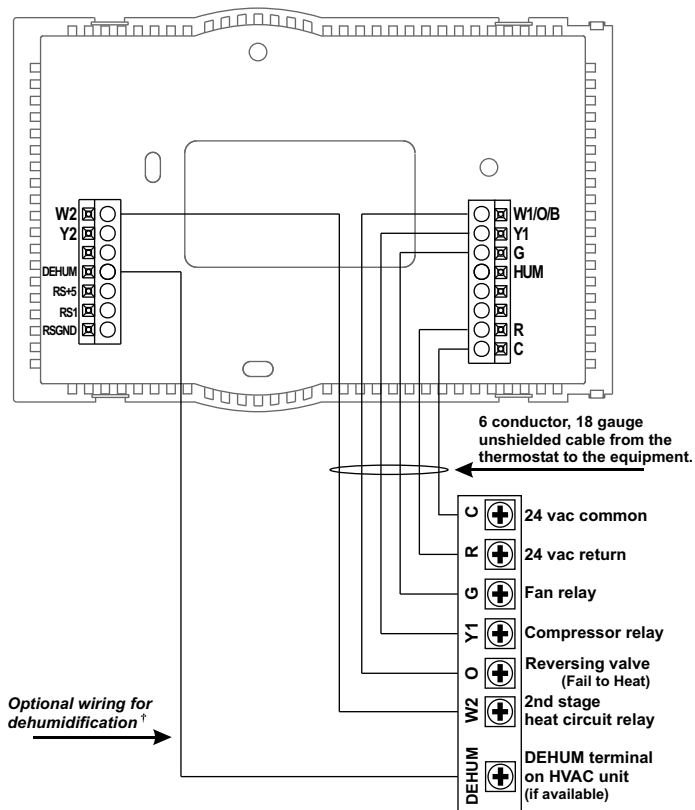 W2
Y2
DEHUM
RS+5
RS1
RSGND
W1/O/B
Y1
G
HUM
R
C
6 conductor, 18 gauge
unshielded cable from the
thermostat to the equipment.
C
24 vac common
R
24 vac return
G
Fan relay
Y1
Compressor relay
O
Reversing valve
(Fail to Heat)
W2
2nd stage
heat circuit relay
Optional wiring for
dehumidification †
DEHUM
DEHUM terminal
on HVAC unit
(if available)